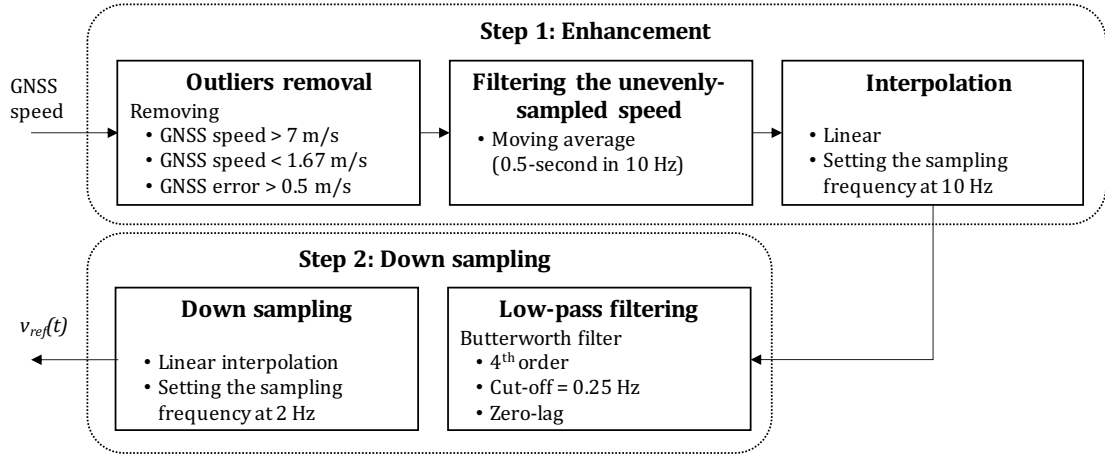 Step 1: Enhancement
GNSS
speed
Outliers removal
Removing
• GNSS speed > 7 m/s
• GNSS speed < 1.67 m/s
• GNSS error > 0.5 m/s
Filtering the unevenly-
sampled speed
• Moving average
(0.5-second in 10 Hz)
Interpolation
• Linear
• Setting the sampling
frequency at 10 Hz
Step 2: Down sampling
Low-pass filtering
Butterworth filter
• 4th order
• Cut-off = 0.25 Hz
• Zero-lag
Down sampling
• Linear interpolation
• Setting the sampling
frequency at 2 Hz
vref(t)